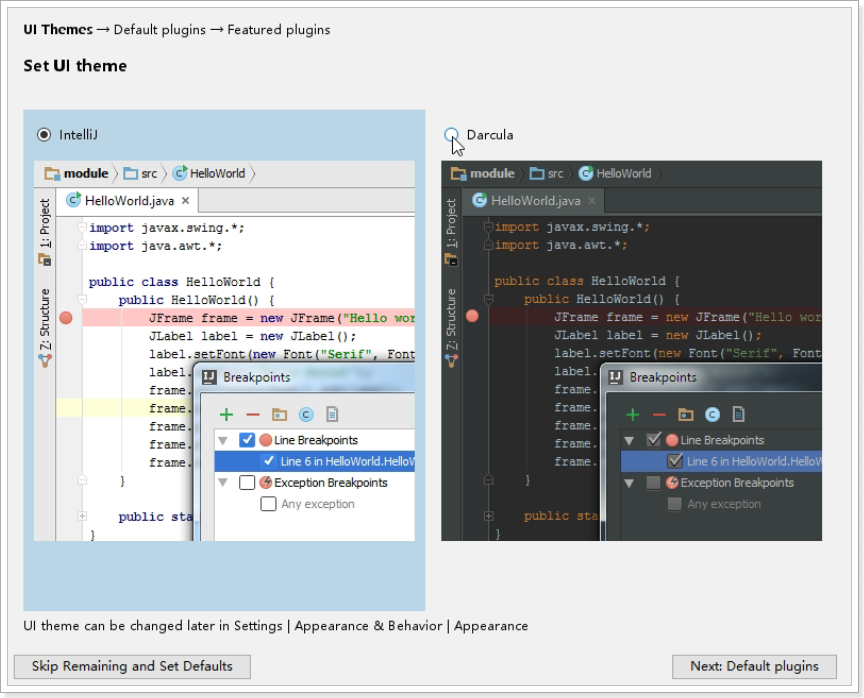 UI Themes → Default plugins → Featured plugins
Set UI theme
IntelliJ
module
src
HelloWorld
HelloWorld.java ×
1: Project
Z: Structure
import javax.swing.*;
import java.awt.*;
public class HelloWorld {
public HelloWorld() {
JFrame frame = new JFrame("Hello wor
JLabel label = new JLabel();
label.setFont(new Font("Serif", Font
label.
frame.
frame.
frame.
frame.
frame.
}
public sta
}
Breakpoints
Line Breakpoints
Line 6 in HelloWorld.HelloW
Exception Breakpoints
Any exception
Darcula
module
src
HelloWorld
HelloWorld.java ×
1: Project
Z: Structure
import javax.swing.*;
import java.awt.*;
public class HelloWorld {
public HelloWorld() {
JFrame frame = new JFrame("Hello wor
JLabel label = new JLabel();
label.setFont(new Font("Serif", Font
label.
frame.
frame.
frame.
frame.
frame.
}
public sta
}
Breakpoints
Line Breakpoints
Line 6 in HelloWorld.HelloW
Exception Breakpoints
Any exception
UI theme can be changed later in Settings | Appearance & Behavior | Appearance
Skip Remaining and Set Defaults
Next: Default plugins